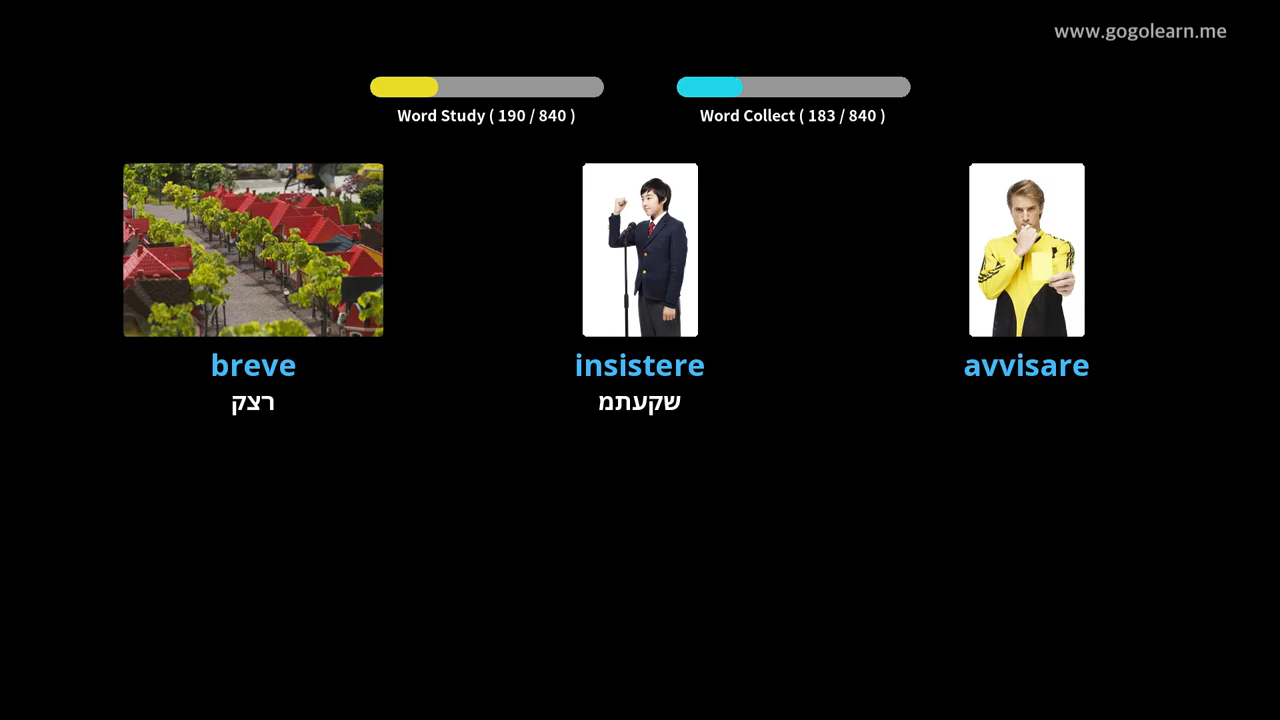 www.gogolearn.me
Word Study ( 190 / 840 )
Word Collect ( 183 / 840 )
breve
רצק
insistere
שקעתמ
avvisare